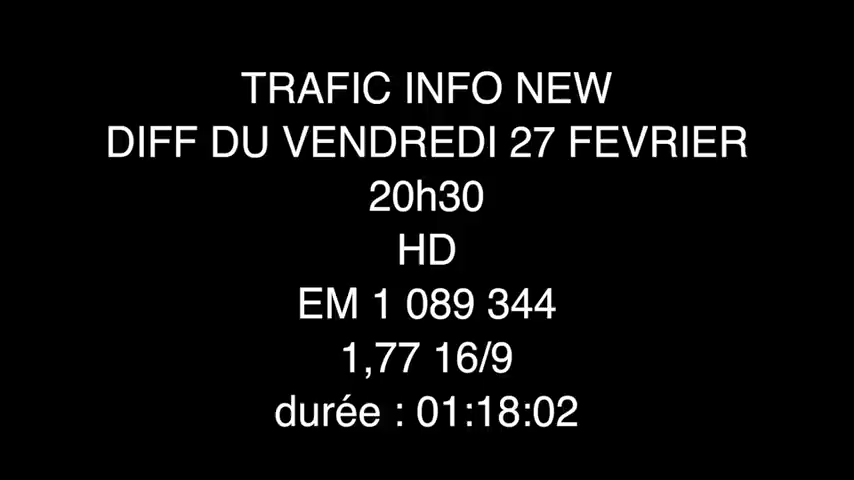 TRAFIC INFO NEW
DIFF DU VENDREDI 27 FEVRIER
20h30
HD
EM 1 089 344
1,77 16/9
durée : 01:18:02